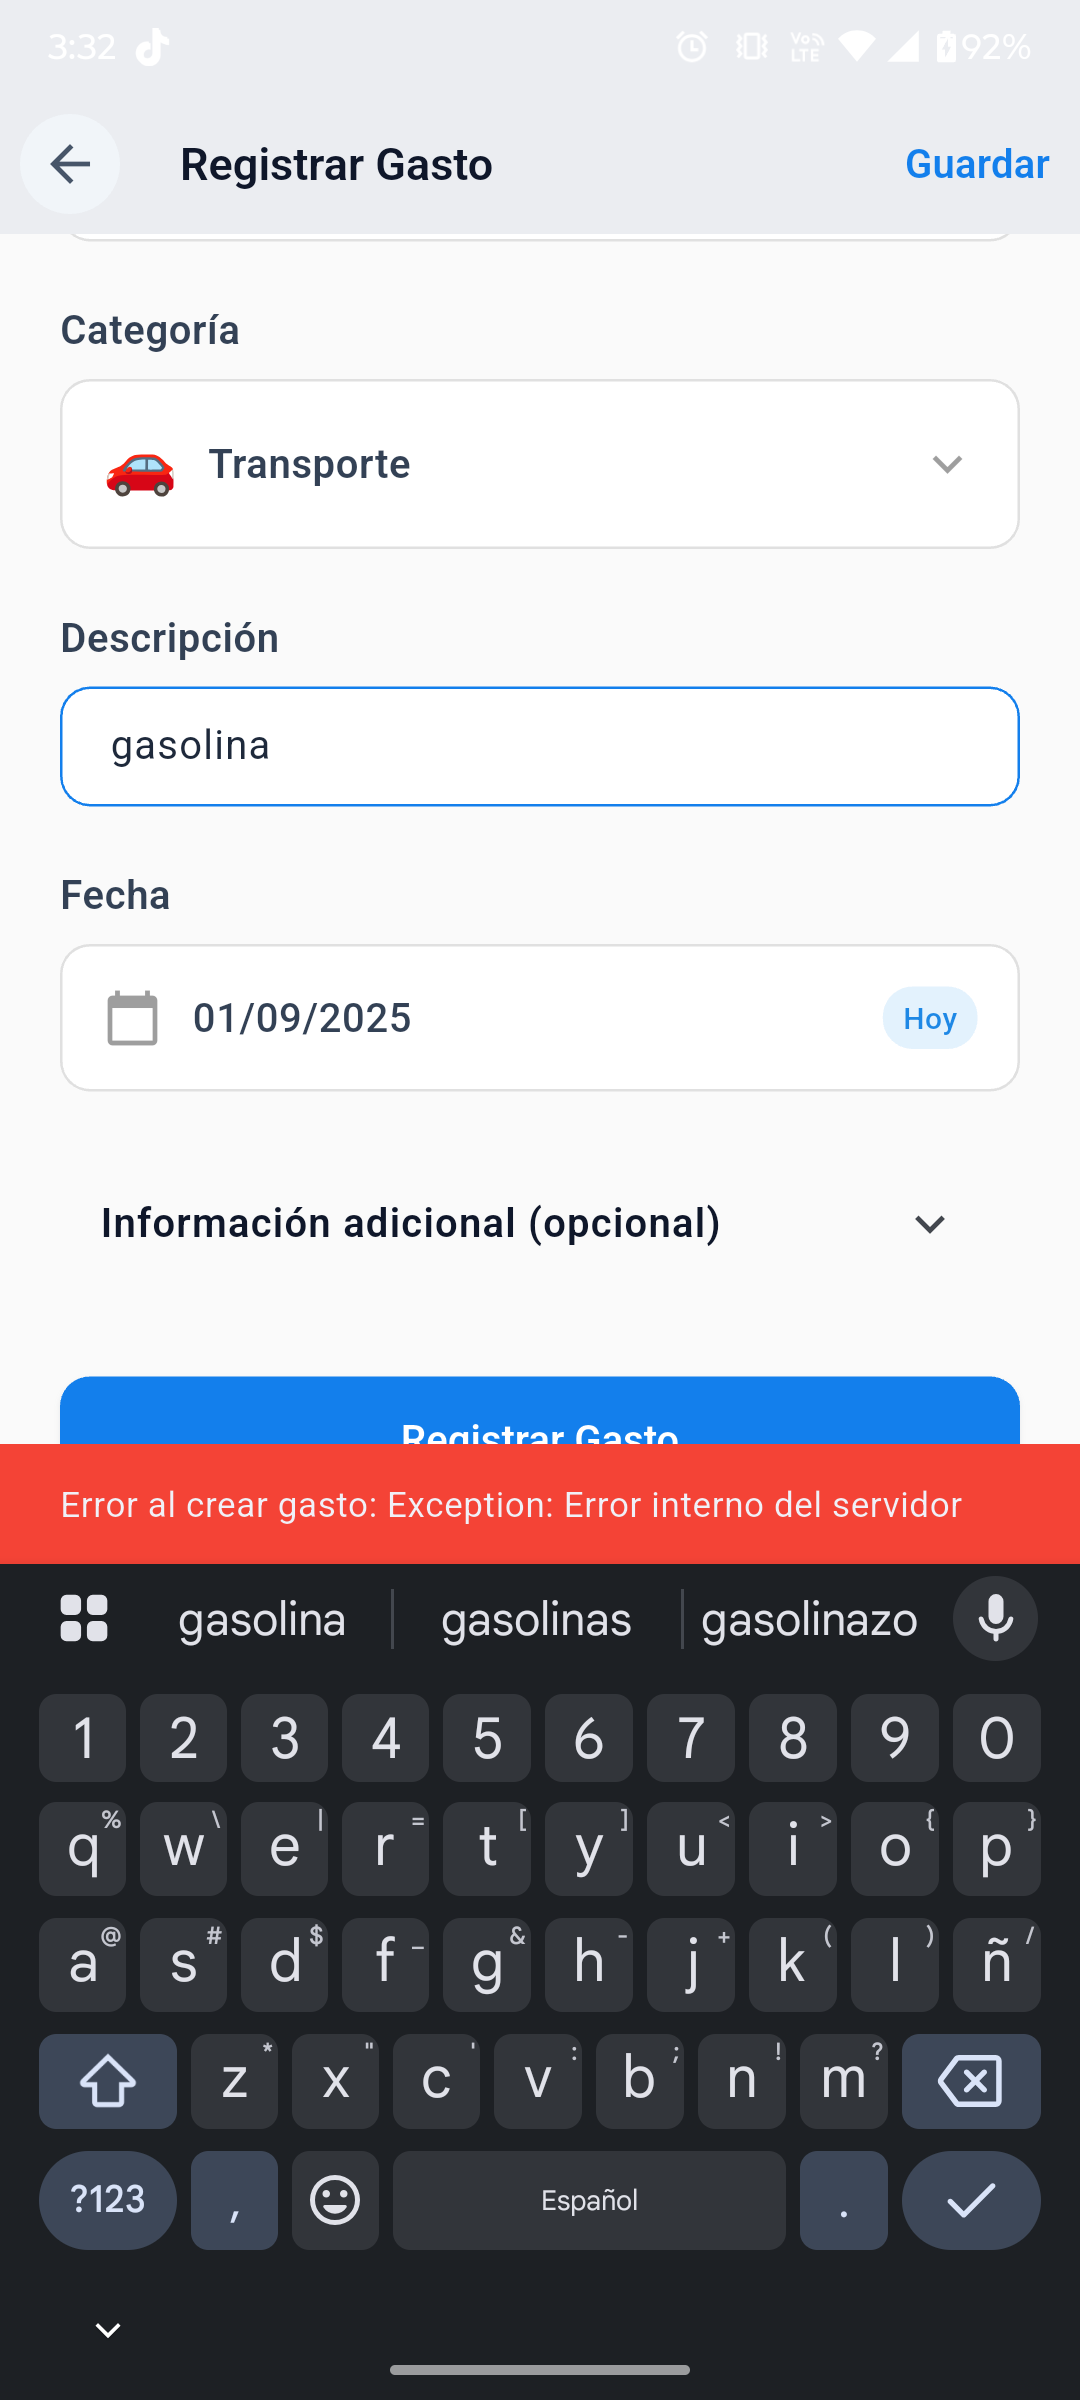 3:32
Vo LTE
92%
Registrar Gasto
Guardar
Categoría
Transporte
Descripción
gasolina
Fecha
01/09/2025
Hoy
Información adicional (opcional)
Registrar Gasto
Error al crear gasto: Exception: Error interno del servidor
gasolina
gasolinas
gasolinazo
1 2 3 4 5 6 7 8 9 0
% \ | = [ ] < > { }
q w e r t y u i o p
@ # $ _ & - + ( ) /
a s d f g h j k l ñ
* " ' : ; ! ?
z x c v b n m
?123 , Español .